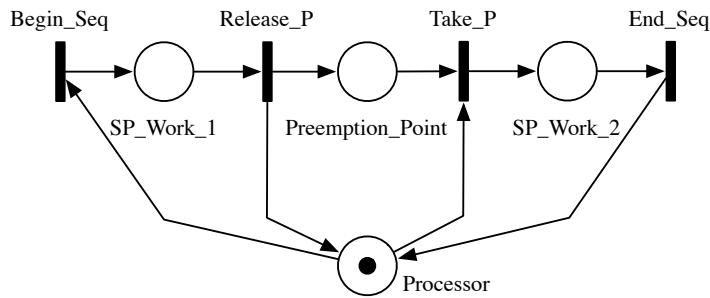 Begin_Seq
Release_P
Take_P
End_Seq
SP_Work_1
Preemption_Point
SP_Work_2
Processor